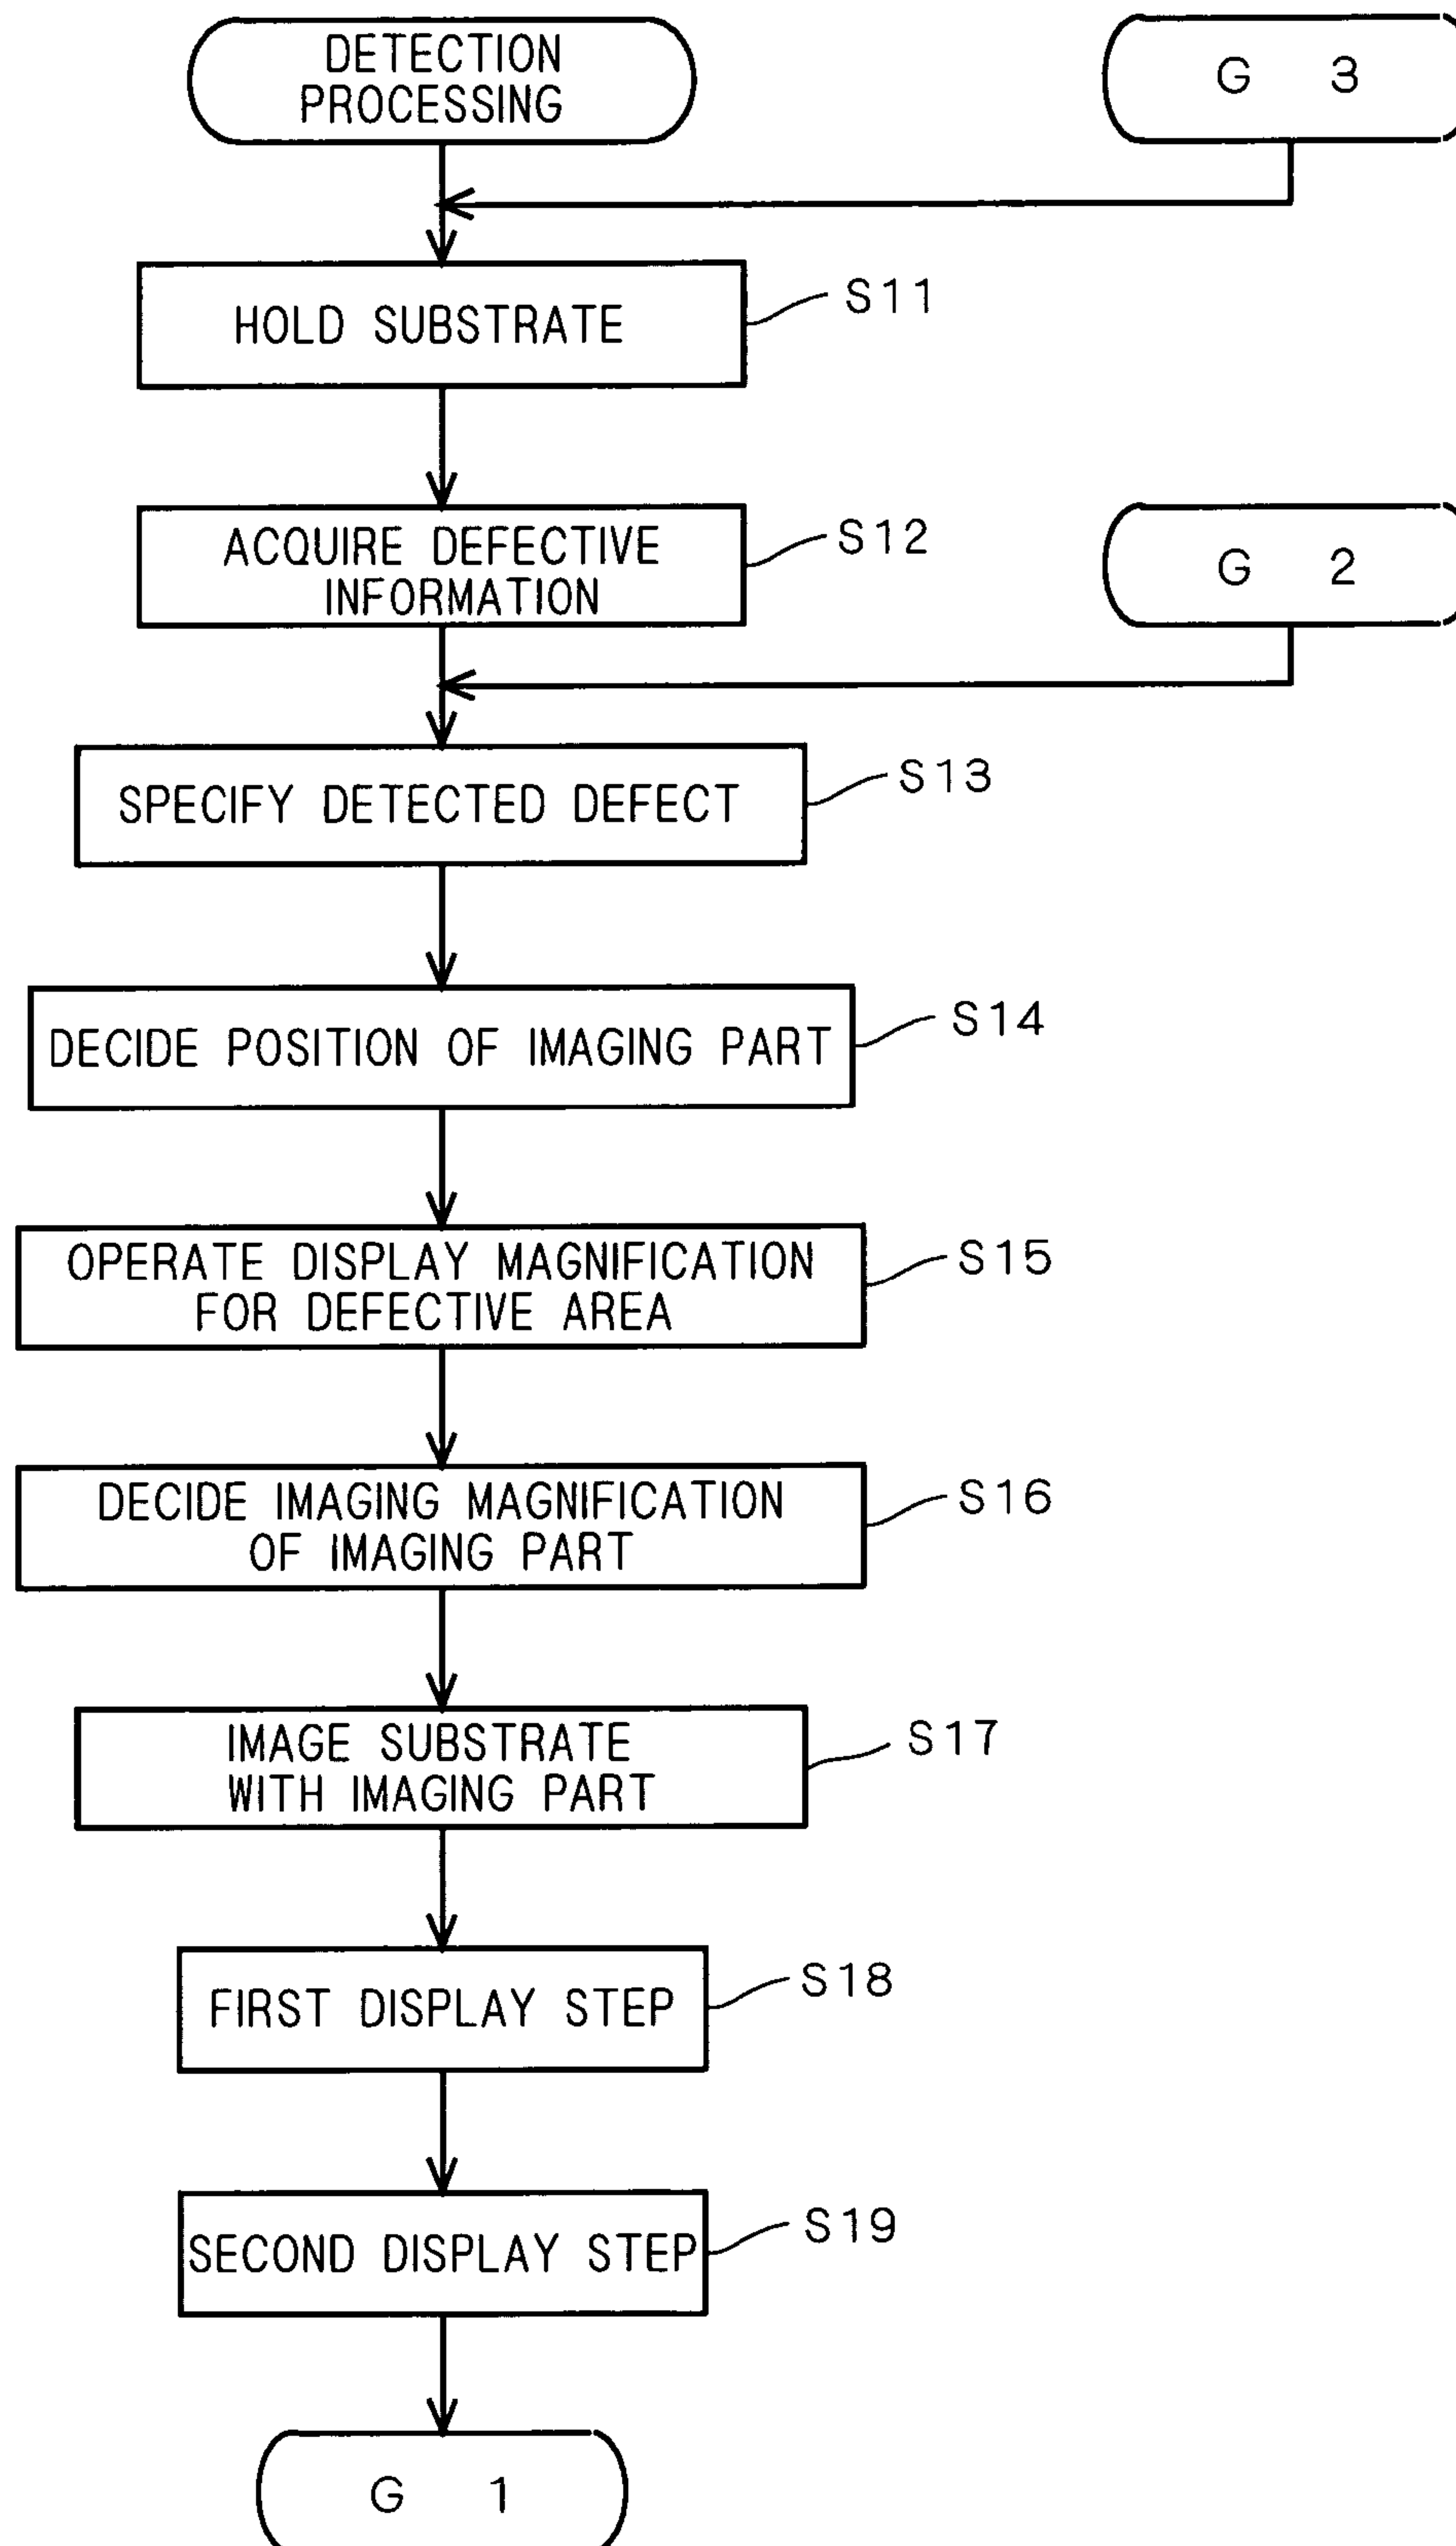 DETECTION
PROCESSING
G 3
HOLD SUBSTRATE
S11
ACQUIRE DEFECTIVE
INFORMATION
S12
G 2
SPECIFY DETECTED DEFECT
S13
DECIDE POSITION OF IMAGING PART
S14
OPERATE DISPLAY MAGNIFICATION
FOR DEFECTIVE AREA
S15
DECIDE IMAGING MAGNIFICATION
OF IMAGING PART
S16
IMAGE SUBSTRATE
WITH IMAGING PART
S17
FIRST DISPLAY STEP
S18
SECOND DISPLAY STEP
S19
G 1